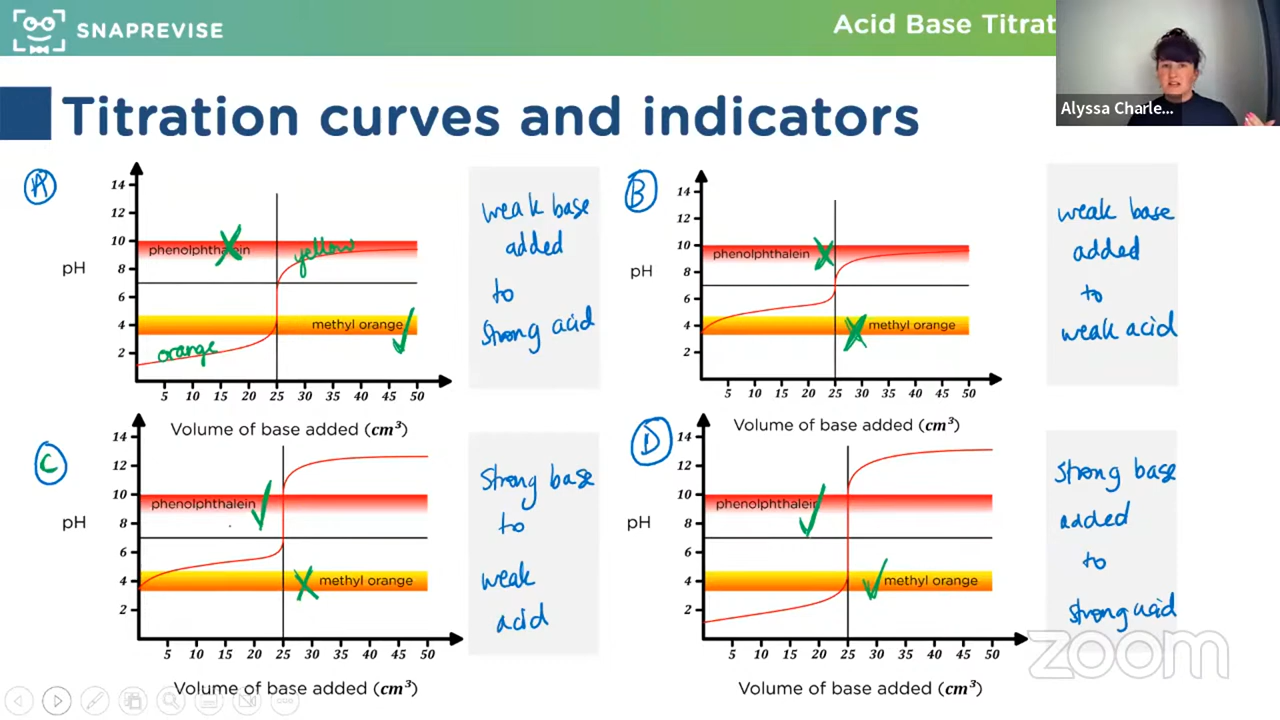 SNAPREVISE
Acid Base Titrat
Alyssa Charle...
Titration curves and indicators
A
14
12
10
8
6
4
2
pH
phenolphthalein
yellow
methyl orange
orange
5 10 15 20 25 30 35 40 45 50
Volume of base added (cm³)
weak base
added
to
strong acid
B
14
12
10
8
6
4
2
pH
phenolphthalein
methyl orange
5 10 15 20 25 30 35 40 45 50
Volume of base added (cm³)
weak base
added
to
weak acid
C
14
12
10
8
6
4
2
pH
phenolphthalein
methyl orange
5 10 15 20 25 30 35 40 45 50
Volume of base added (cm³)
Strong base
to
weak
acid
D
14
12
10
8
6
4
2
pH
phenolphthalein
methyl orange
5 10 15 20 25 30 35 40 45 50
Volume of base added (cm³)
Strong base
added
to
strong acid
zoom